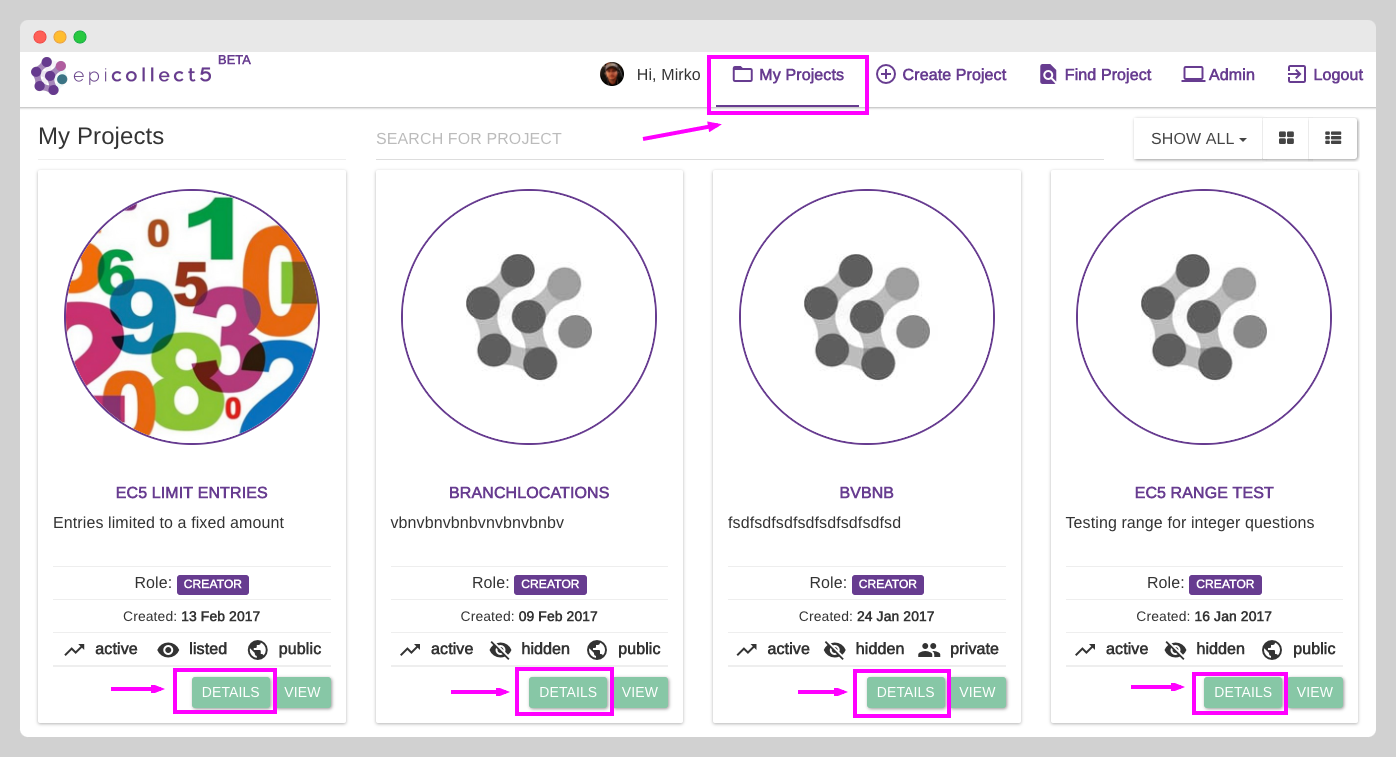 epicollect5 BETA
Hi, Mirko My Projects Create Project Find Project Admin Logout
My Projects SEARCH FOR PROJECT SHOW ALL
EC5 LIMIT ENTRIES
Entries limited to a fixed amount
Role: CREATOR
Created: 13 Feb 2017
active listed public
DETAILS VIEW
BRANCHLOCATIONS
vbnvbnvbnbvnvbnvbnbv
Role: CREATOR
Created: 09 Feb 2017
active hidden public
DETAILS VIEW
BVBNB
fsdfsdfsdfsdfsdfsdfsdfsd
Role: CREATOR
Created: 24 Jan 2017
active hidden private
DETAILS VIEW
EC5 RANGE TEST
Testing range for integer questions
Role: CREATOR
Created: 16 Jan 2017
active hidden public
DETAILS VIEW